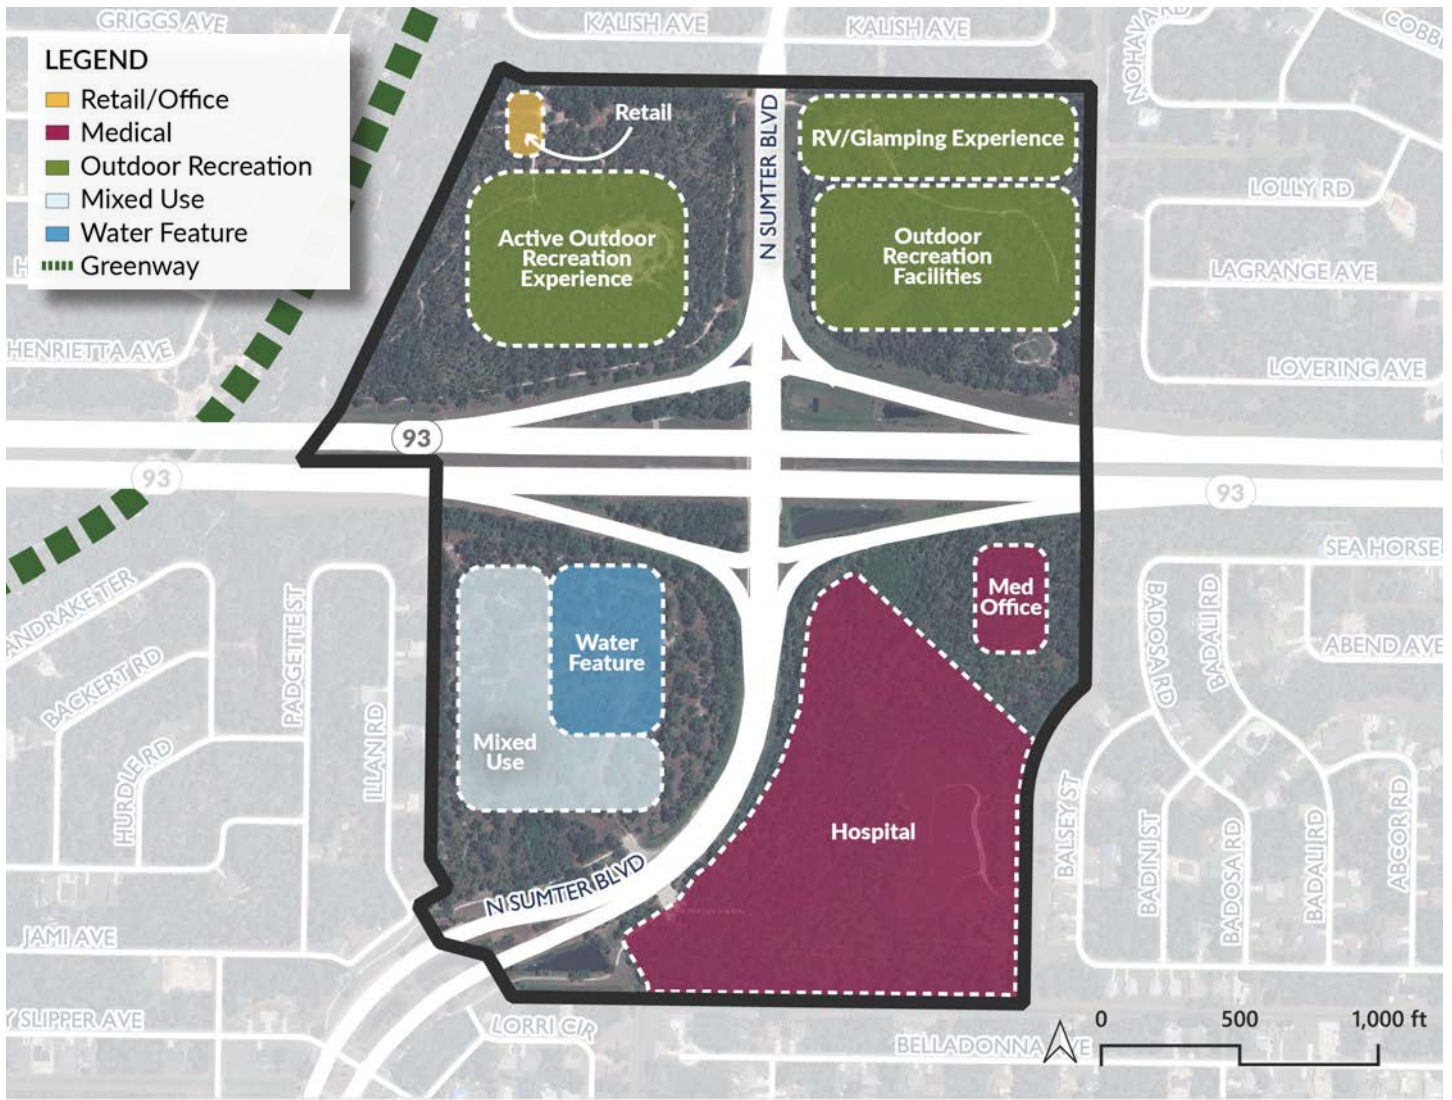 GRIGGS AVE
KALISH AVE
KALISH AVE
LEGEND
Retail/Office
Medical
Outdoor Recreation
Mixed Use
Water Feature
Greenway
Retail
N SUMTER BLVD
RV/Glamping Experience
LOLLY RD
Active Outdoor
Recreation
Experience
Outdoor
Recreation
Facilities
LAGRANGE AVE
HENRIETTA AVE
LOVERING AVE
93
93
93
SEA HORSE
ANDRAKE TER
PADGETTE ST
BACKERT RD
HURDLE RD
ILLAN RD
Water
Feature
Mixed
Use
Med
Office
BADOSA RD
BADALI RD
ABEND AVE
Hospital
BALSEY ST
BADINI ST
BADOSA RD
BADALI RD
ABCOR RD
N SUMTER BLVD
JAMI AVE
Y SLIPPER AVE
LORRI CIR
BELLADONNA AVE
0 500 1,000 ft